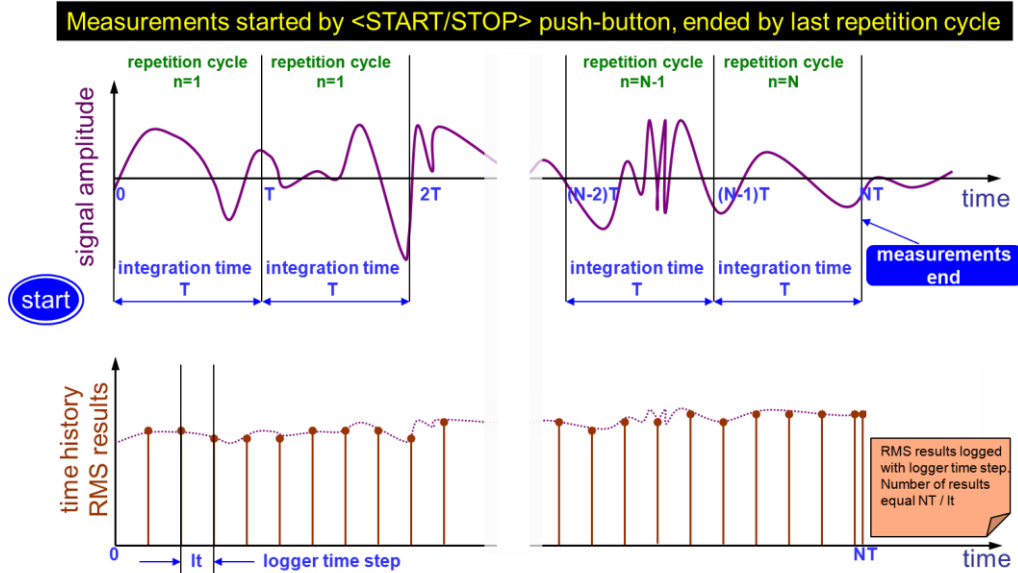 Measurements started by <START/STOP> push-button, ended by last repetition cycle
repetition cycle
n=1
repetition cycle
n=1
repetition cycle
n=N-1
repetition cycle
n=N
signal amplitude
0
T
2T
(N-2)T
(N-1)T
NT
time
measurements
end
integration time
T
integration time
T
integration time
T
integration time
T
start
time history
RMS results
RMS results logged
with logger time step.
Number of results
equal NT / lt
0
lt
logger time step
NT
time